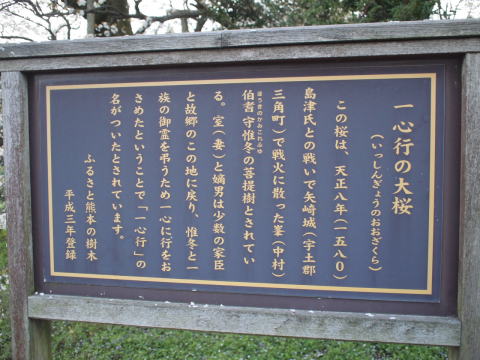 一心行の大桜
（いっしんぎょうのおおざくら）
この桜は、天正八年（一五八〇）
島津氏との戦いで矢崎城（宇土郡
三角町）で戦火に散った峯（中村）
伯耆守惟冬の菩提樹とされてい
ほうきのかみこれふゆ
る。室（妻）と嫡男は少数の家臣
と故郷のこの地に戻り、惟冬と一
族の御霊を弔うため一心に行をお
さめたということで「一心行」の
名がついたとされています。
ふるさと熊本の樹木
平成三年登録